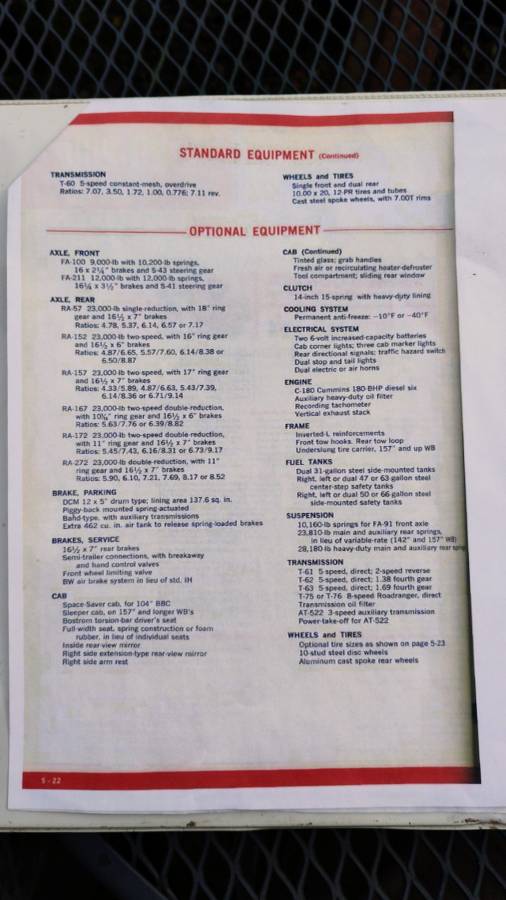 STANDARD EQUIPMENT (Continued)
TRANSMISSION
T-60 5-speed constant-mesh, overdrive
Ratios: 7.07, 3.50, 1.72, 1.00, 0.776; 7.11 rev.
WHEELS and TIRES
Single front and dual rear
10.00 x 20, 12-PR tires and tubes
Cast steel spoke wheels, with 7.00T rims
OPTIONAL EQUIPMENT
AXLE, FRONT
FA-100 9,000-lb with 10,200-lb springs,
16 x 2¼" brakes and S-43 steering gear
FA-211 12,000-lb with 12,000-lb springs,
16¼ x 3½" brakes and S-41 steering gear
AXLE, REAR
RA-57 23,000-lb single-reduction, with 18" ring
gear and 16½ x 7" brakes
Ratios: 4.78, 5.37, 6.14, 6.57 or 7.17
RA-152 23,000-lb two-speed, with 16" ring gear
and 16½ x 6" brakes
Ratios: 4.87/6.65, 5.57/7.60, 6.14/8.38 or
6.50/8.87
RA-157 23,000-lb two-speed, with 17" ring gear
and 16½ x 7" brakes
Ratios: 4.33/5.89, 4.87/6.63, 5.43/7.39,
6.14/8.36 or 6.71/9.14
RA-167 23,000-lb two-speed double-reduction,
with ring gear and 16½ x 6" brakes
Ratios: 5.63/7.76 or 6.39/8.82
RA-172 23,000-lb two-speed double reduction,
with 11" ring gear and 16½ x 7" brakes
Ratios: 5.45/7.43, 6.16/8.31 or 6.73/9.17
RA-272 23,000-lb double-reduction, with 11"
ring gear and 16½ x 7" brakes
Ratios: 5.90, 6.10, 7.21, 7.69, 8.17 or 8.52
BRAKE, PARKING
DCM 12 x 5" drum type; lining area 137.6 sq. in.
Piggy-back mounted spring-actuated
Band-type, with auxiliary transmissions
Extra 462 cu. in. air tank to release spring-loaded brakes
BRAKES, SERVICE
16½ x 7" rear brakes
Semi-trailer connections, with breakaway
and hand control valves
Front wheel limiting valve
BW air brake system in lieu of std. IH
CAB
Space-Saver cab, for 104" BBC
Sleeper cab, on 157" and longer WB's
Bostrom torsion-bar driver's seat
Full-width seat, spring construction or foam
rubber, in lieu of individual seats
Inside rear-view mirror
Right side extension-type rear-view mirror
Right side arm rest
CAB (Continued)
Tinted glass; grab handles
Fresh air or recirculating heater-defroster
Tool compartment; sliding rear window
CLUTCH
14-inch 15-spring with heavy-duty lining
COOLING SYSTEM
Permanent anti-freeze: −10°F or −40°F
ELECTRICAL SYSTEM
Two 6-volt increased-capacity batteries
Cab corner lights; three cab marker lights
Rear directional signals; traffic hazard switch
Dual stop and tail lights
Dual electric or air horns
ENGINE
C-180 Cummins 180-BHP diesel six
Auxiliary heavy-duty oil filter
Recording tachometer
Vertical exhaust stack
FRAME
Inverted-L reinforcements
Front tow hooks. Rear tow loop
Underslung tire carrier, 157" and up WB
FUEL TANKS
Dual 31-gallon steel side-mounted tanks
Right, left or dual 47 or 63 gallon steel
center-step safety tanks
Right, left or dual 50 or 66-gallon steel
side-mounted safety tanks
SUSPENSION
10,160-lb springs for FA-91 front axle
23,810-lb main and auxiliary rear springs,
in lieu of variable-rate (142" and 157" WB)
28,180 lb heavy-duty main and auxiliary rear
TRANSMISSION
T-61 5-speed, direct; 2-speed reverse
T-62 5-speed, direct; 1.38 fourth gear
T-63 5-speed, direct; 1.69 fourth gear
T-75 or T-76 8-speed Roadranger, direct
Transmission oil filter
AT-522 3-speed auxiliary transmission
Power-take-off for AT-522
WHEELS and TIRES
Optional tire sizes as shown on page 5-23
10-stud steel disc wheels
Aluminum cast spoke rear wheels
5 - 22